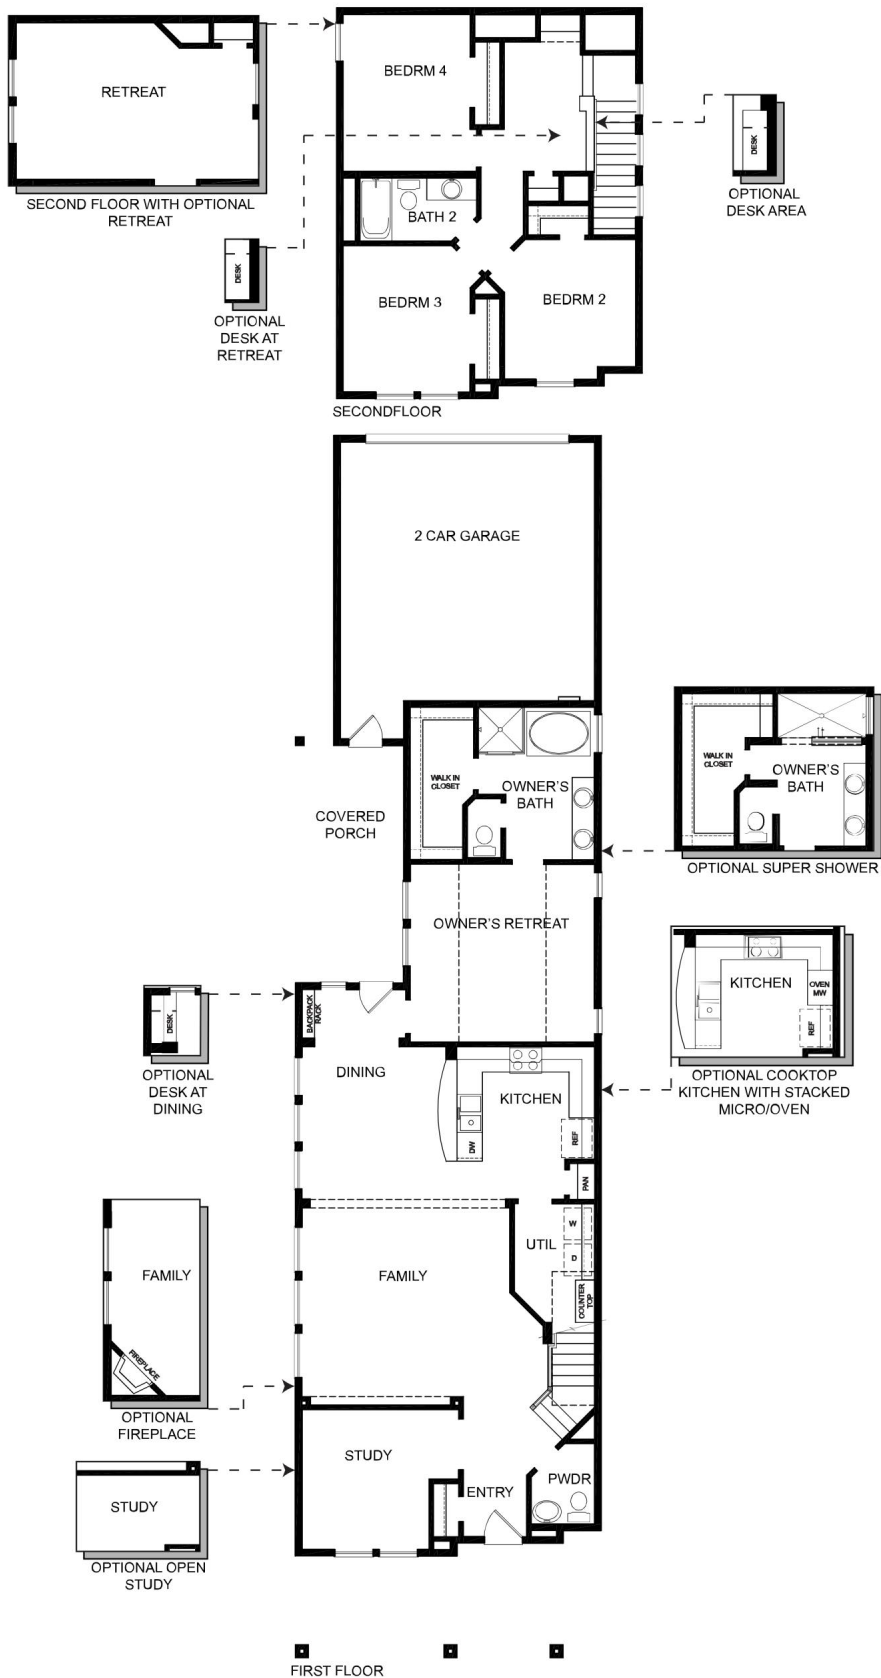 RETREAT
SECOND FLOOR WITH OPTIONAL
RETREAT
BEDRM 4
DESK
OPTIONAL
DESK AREA
BATH 2
DESK
OPTIONAL
DESK AT
RETREAT
BEDRM 3
BEDRM 2
SECONDFLOOR
2 CAR GARAGE
WALK IN
CLOSET
OWNER'S
BATH
COVERED
PORCH
WALK IN
CLOSET
OWNER'S
BATH
OPTIONAL SUPER SHOWER
OWNER'S RETREAT
KITCHEN
OVEN
MW
REF
OPTIONAL COOKTOP
KITCHEN WITH STACKED
MICRO/OVEN
DESK
OPTIONAL
DESK AT
DINING
BACKPACK
RACK
DINING
KITCHEN
DW
REF
PAN
W
D
UTIL
COUNTER
TOP
FAMILY
FAMILY
FIREPLACE
OPTIONAL
FIREPLACE
STUDY
ENTRY
PWDR
STUDY
OPTIONAL OPEN
STUDY
FIRST FLOOR